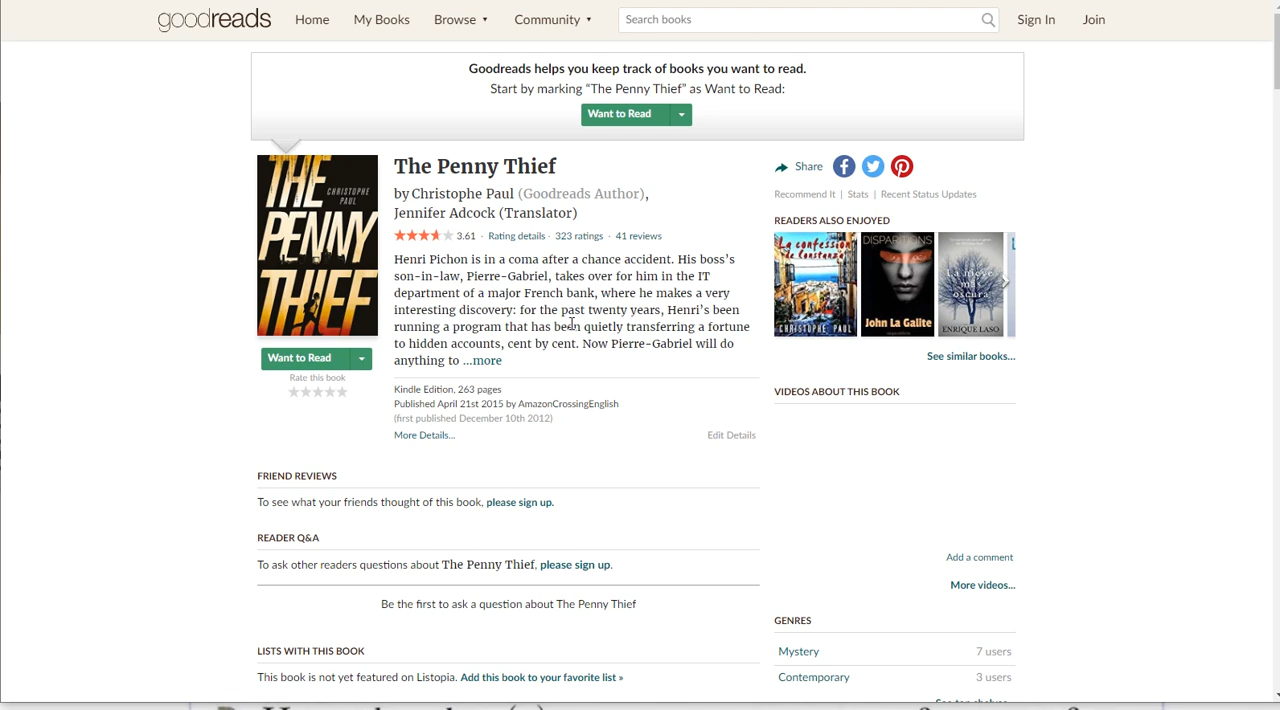 goodreads Home My Books Browse ▾ Community ▾ Search books Sign In Join
Goodreads helps you keep track of books you want to read.
Start by marking “The Penny Thief” as Want to Read:
Want to Read
THE
CHRISTOPHE
PAUL
PENNY
THIEF
Want to Read
Rate this book
The Penny Thief
by Christophe Paul (Goodreads Author),
Jennifer Adcock (Translator)
3.61 · Rating details · 323 ratings · 41 reviews
Henri Pichon is in a coma after a chance accident. His boss’s
son-in-law, Pierre-Gabriel, takes over for him in the IT
department of a major French bank, where he makes a very
interesting discovery: for the past twenty years, Henri’s been
running a program that has been quietly transferring a fortune
to hidden accounts, cent by cent. Now Pierre-Gabriel will do
anything to ...more
Kindle Edition, 263 pages
Published April 21st 2015 by AmazonCrossingEnglish
(first published December 10th 2012)
More Details... Edit Details
FRIEND REVIEWS
To see what your friends thought of this book, please sign up.
READER Q&A
To ask other readers questions about The Penny Thief, please sign up.
Be the first to ask a question about The Penny Thief
LISTS WITH THIS BOOK
This book is not yet featured on Listopia. Add this book to your favorite list »
Share
Recommend It | Stats | Recent Status Updates
READERS ALSO ENJOYED
La confesión
de Constanza
CHRISTOPHE PAUL
DISPARITIONS
John La Galite
La move
más
oscura
ENRIQUE LASO
See similar books...
VIDEOS ABOUT THIS BOOK
Add a comment
More videos...
GENRES
Mystery 7 users
Contemporary 3 users